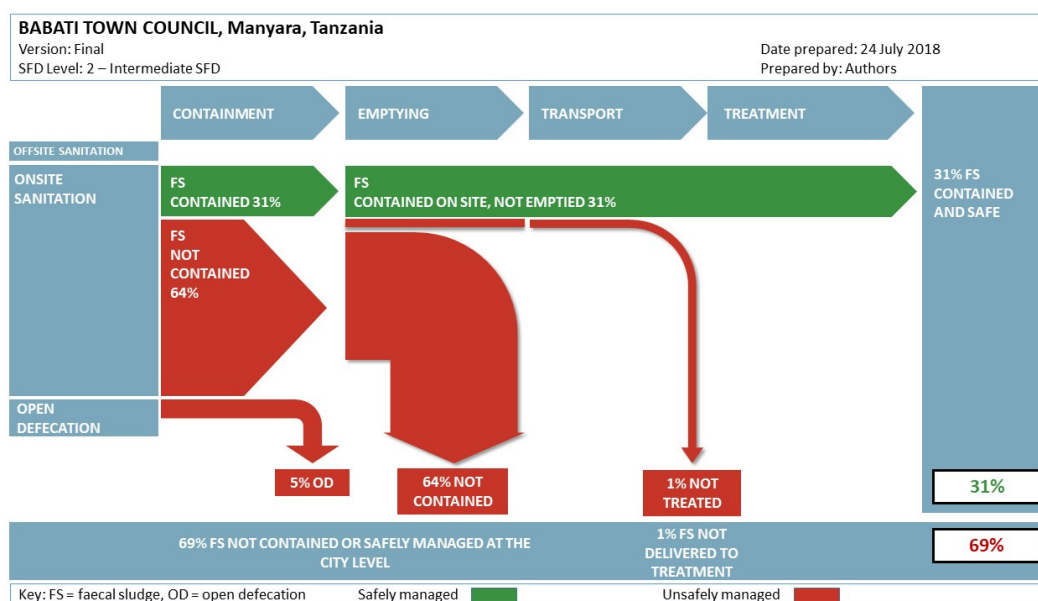 BABATI TOWN COUNCIL, Manyara, Tanzania
Version: Final
Date prepared: 24 July 2018
SFD Level: 2 – Intermediate SFD
Prepared by: Authors
CONTAINMENT
EMPTYING
TRANSPORT
TREATMENT
OFFSITE SANITATION
ONSITE
SANITATION
FS
CONTAINED 31%
FS
CONTAINED ON SITE, NOT EMPTIED 31%
31% FS
CONTAINED
AND SAFE
FS
NOT
CONTAINED
64%
OPEN
DEFECATION
5% OD
64% NOT
CONTAINED
1% NOT
TREATED
31%
69% FS NOT CONTAINED OR SAFELY MANAGED AT THE
CITY LEVEL
1% FS NOT
DELIVERED TO
TREATMENT
69%
Key: FS = faecal sludge, OD = open defecation
Safely managed
Unsafely managed